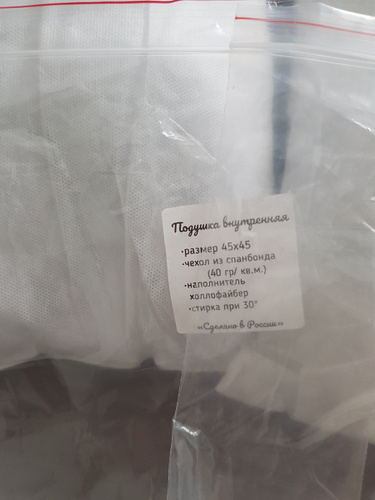 Подушка внутренняя
•размер 45х45
•чехол из спанбонда
(40 гр/ кв.м.)
•наполнитель
холлофайбер
•стирка при 30°
«Сделано в России»